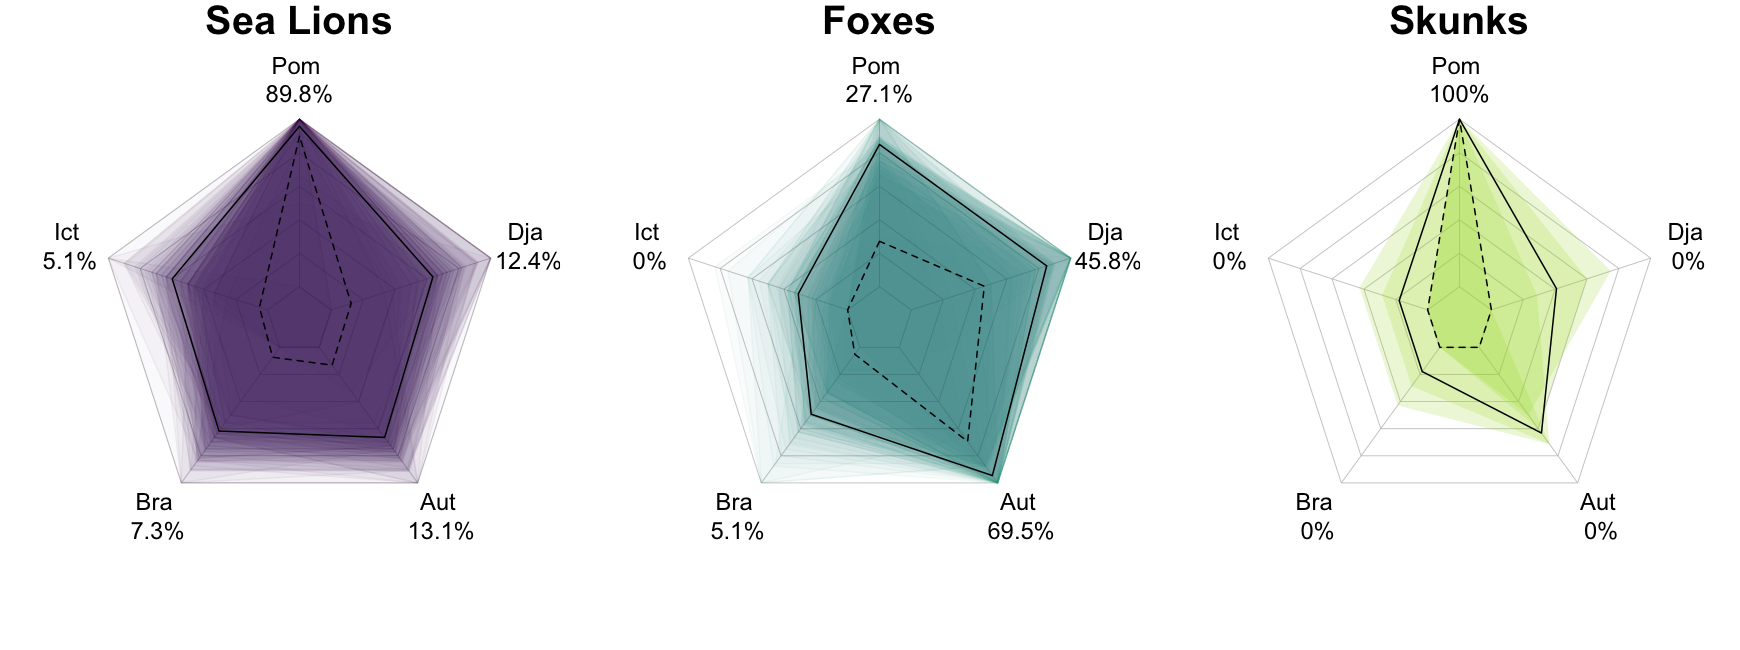 Sea Lions
Foxes
Skunks
Pom
89.8%
Ict
5.1%
Dja
12.4%
Bra
7.3%
Aut
13.1%
Pom
27.1%
Ict
0%
Dja
45.8%
Bra
5.1%
Aut
69.5%
Pom
100%
Ict
0%
Dja
0%
Bra
0%
Aut
0%